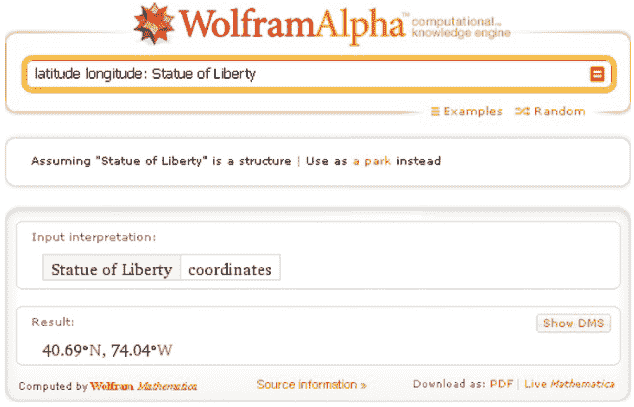 WolframAlpha™ computational... knowledge engine
latitude longitude: Statue of Liberty
Examples Random
Assuming "Statue of Liberty" is a structure | Use as a park instead
Input interpretation:
Statue of Liberty coordinates
Result:
Show DMS
40.69°N, 74.04°W
Computed by Wolfram Mathematica Source information » Download as: PDF | Live Mathematica